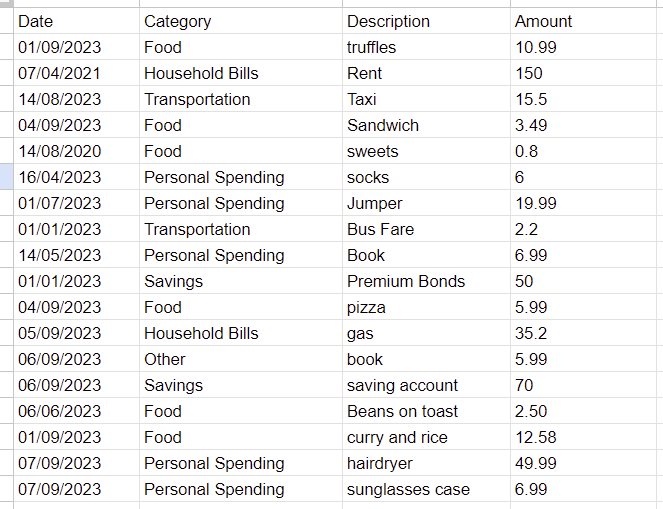 Date Category Description Amount
01/09/2023 Food truffles 10.99
07/04/2021 Household Bills Rent 150
14/08/2023 Transportation Taxi 15.5
04/09/2023 Food Sandwich 3.49
14/08/2020 Food sweets 0.8
16/04/2023 Personal Spending socks 6
01/07/2023 Personal Spending Jumper 19.99
01/01/2023 Transportation Bus Fare 2.2
14/05/2023 Personal Spending Book 6.99
01/01/2023 Savings Premium Bonds 50
04/09/2023 Food pizza 5.99
05/09/2023 Household Bills gas 35.2
06/09/2023 Other book 5.99
06/09/2023 Savings saving account 70
06/06/2023 Food Beans on toast 2.50
01/09/2023 Food curry and rice 12.58
07/09/2023 Personal Spending hairdryer 49.99
07/09/2023 Personal Spending sunglasses case 6.99